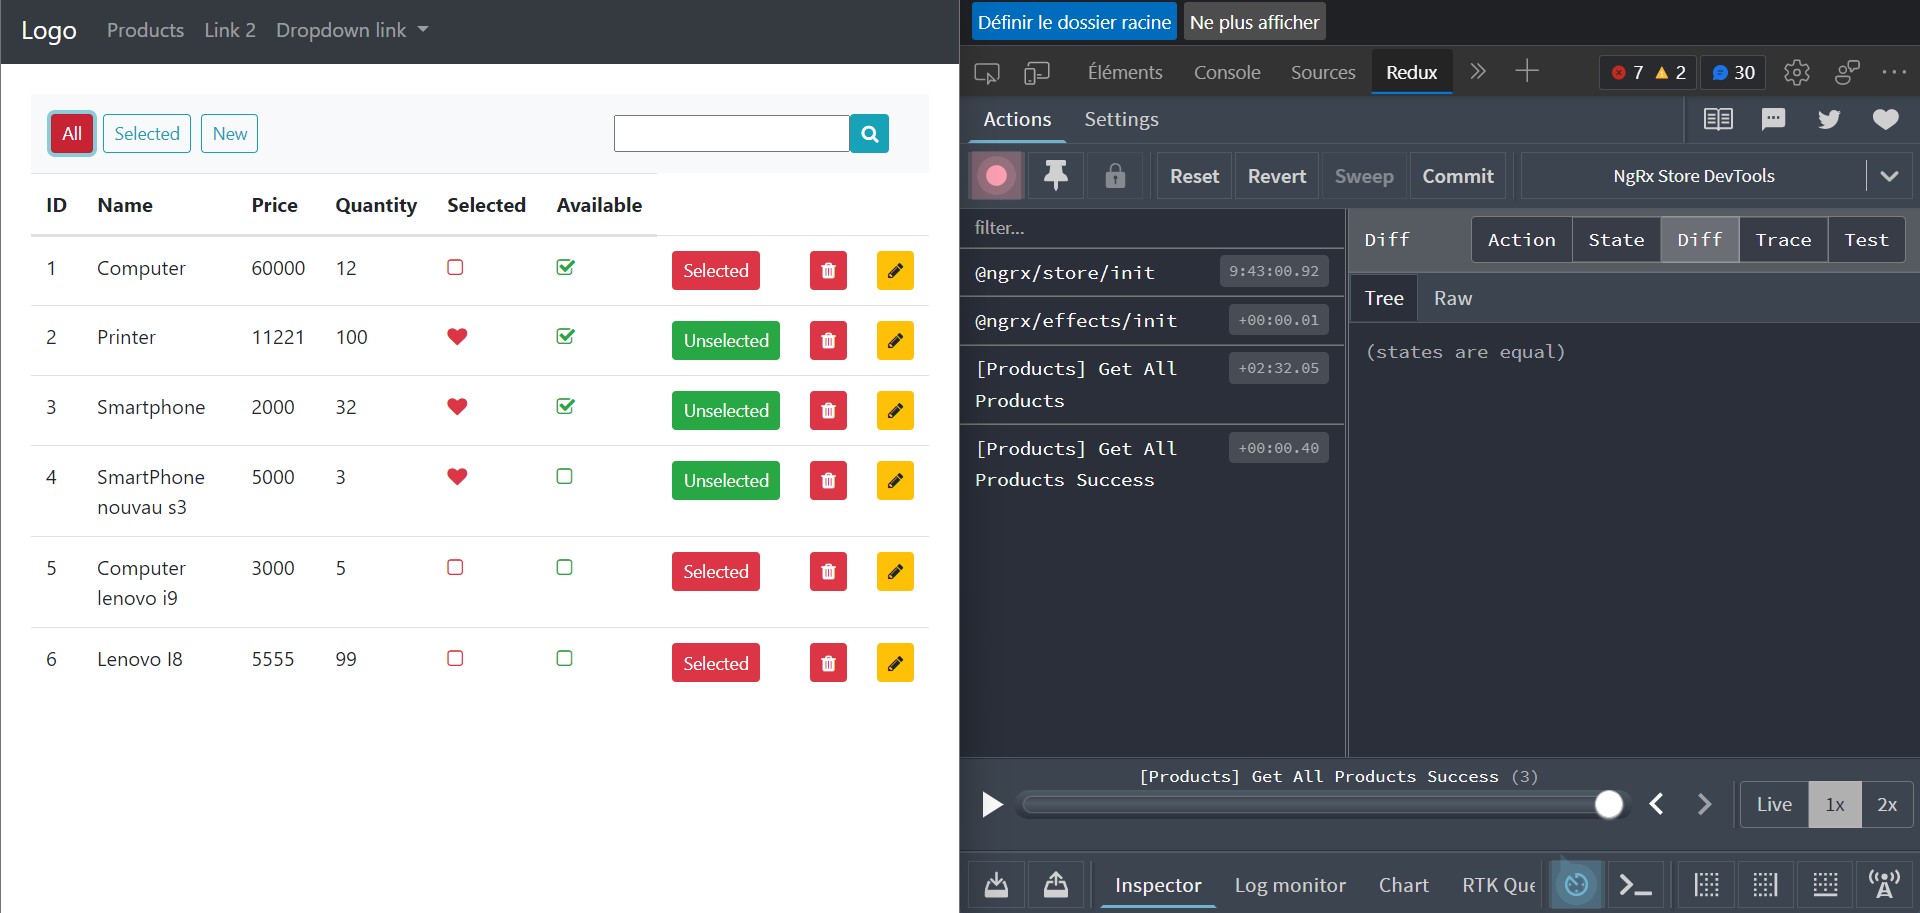 Logo Products Link 2 Dropdown link
All Selected New
ID Name Price Quantity Selected Available
1 Computer 60000 12 Selected
2 Printer 11221 100 Unselected
3 Smartphone 2000 32 Unselected
4 SmartPhone nouvau s3 5000 3 Unselected
5 Computer lenovo i9 3000 5 Selected
6 Lenovo I8 5555 99 Selected
Définir le dossier racine Ne plus afficher
Éléments Console Sources Redux 7 2 30
Actions Settings
Reset Revert Sweep Commit NgRx Store DevTools
filter...
@ngrx/store/init 9:43:00.92
@ngrx/effects/init +00:00.01
[Products] Get All +02:32.05
Products
[Products] Get All +00:00.40
Products Success
Diff Action State Diff Trace Test
Tree Raw
(states are equal)
[Products] Get All Products Success (3)
Live 1x 2x
Inspector Log monitor Chart RTK Que